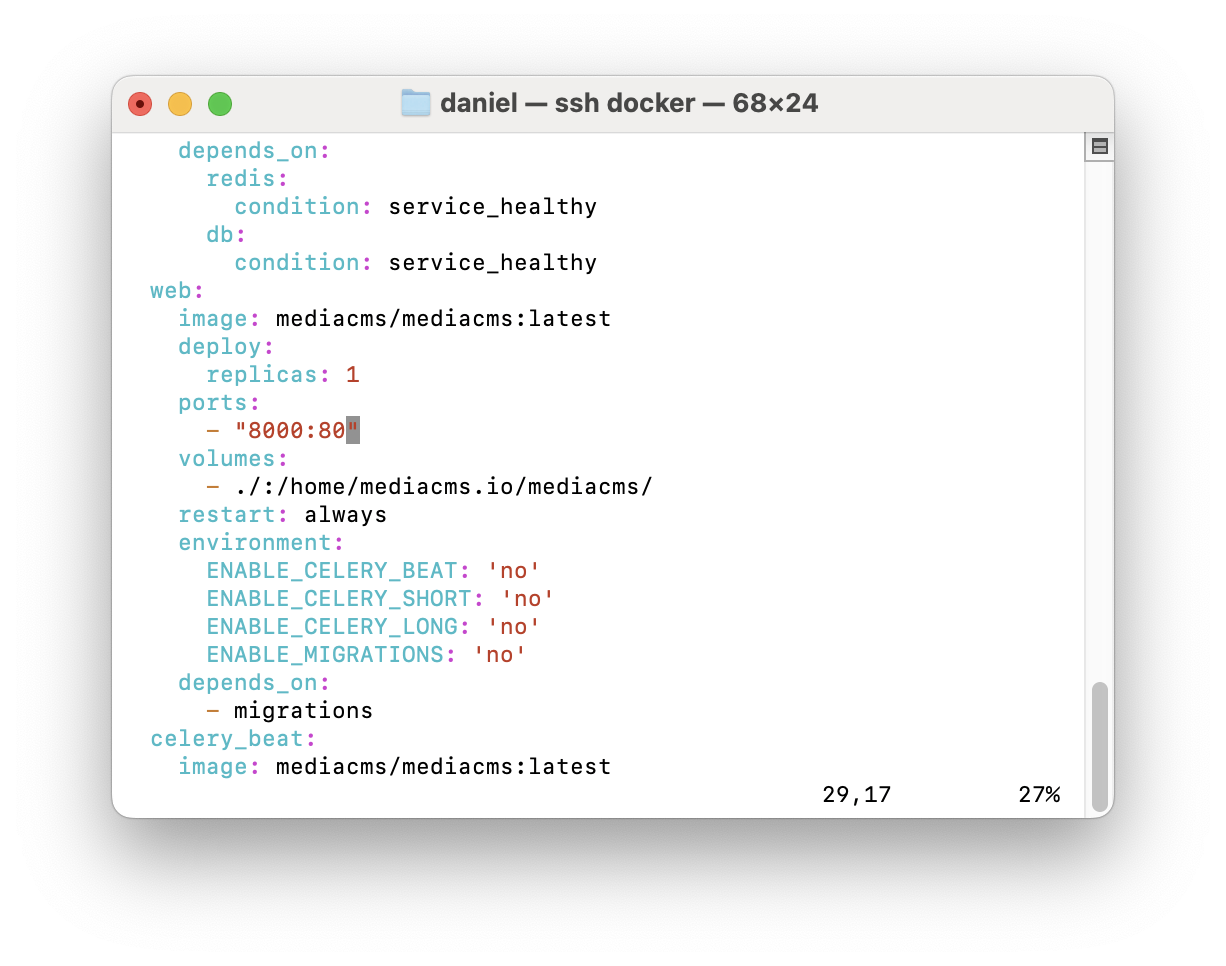 daniel — ssh docker — 68×24
    depends_on:
      redis:
        condition: service_healthy
      db:
        condition: service_healthy
  web:
    image: mediacms/mediacms:latest
    deploy:
      replicas: 1
    ports:
      - "8000:80"
    volumes:
      - ./:/home/mediacms.io/mediacms/
    restart: always
    environment:
      ENABLE_CELERY_BEAT: 'no'
      ENABLE_CELERY_SHORT: 'no'
      ENABLE_CELERY_LONG: 'no'
      ENABLE_MIGRATIONS: 'no'
    depends_on:
      - migrations
  celery_beat:
    image: mediacms/mediacms:latest
29,17 27%